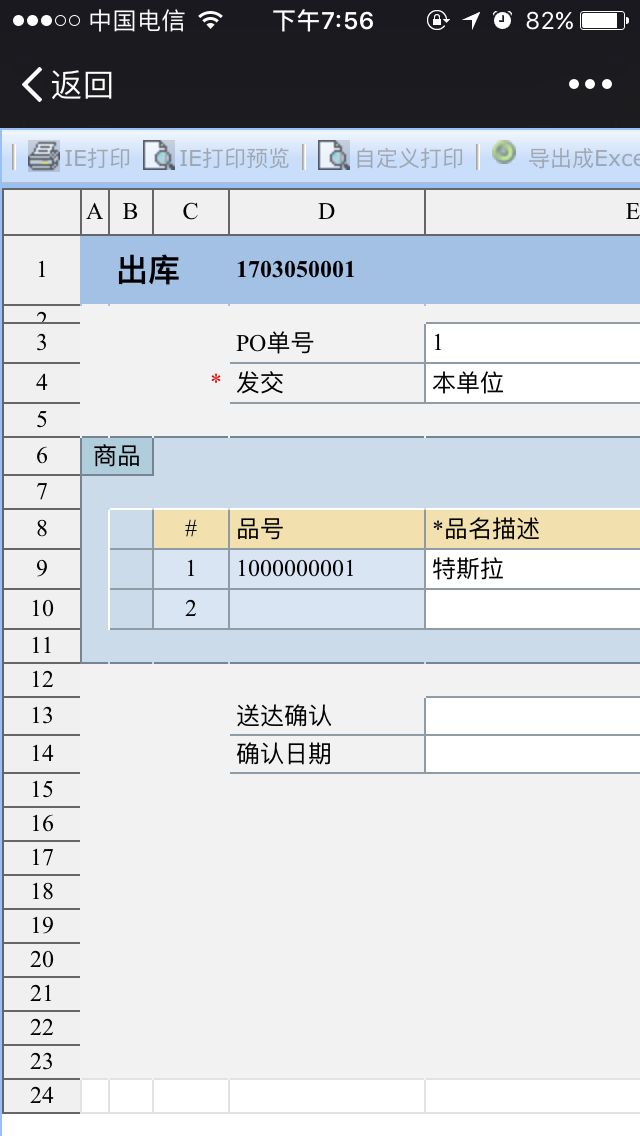 中国电信 下午7:56 82%
返回
IE打印 IE打印预览 自定义打印 导出成Exce
A B C D E
1 出库 1703050001
2
3 PO单号 1
4 * 发交 本单位
5
6 商品
7
8 # 品号 *品名描述
9 1 1000000001 特斯拉
10 2
11
12
13 送达确认
14 确认日期
15
16
17
18
19
20
21
22
23
24